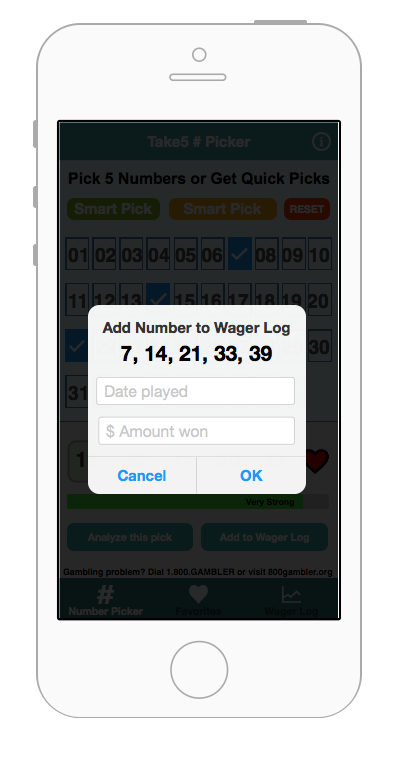 Take5 # Picker
Pick 5 Numbers or Get Quick Picks
Smart Pick Smart Pick RESET
01 02 03 04 05 06 08 09 10
11 12 13 15 16 17 18 19 20
30
31
Add Number to Wager Log
7, 14, 21, 33, 39
Date played
$ Amount won
Cancel OK
1
Very Strong
Analyze this pick Add to Wager Log
Gambling problem? Dial 1.800.GAMBLER or visit 800gambler.org
# 
Number Picker Favorites Wager Log